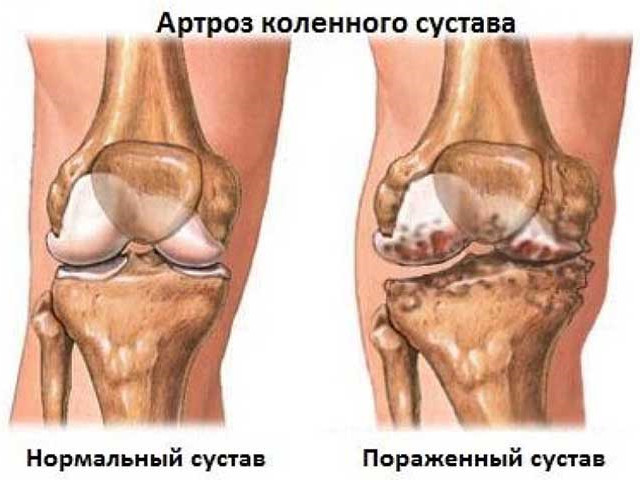 Артроз коленного сустава
Нормальный сустав
Пораженный сустав